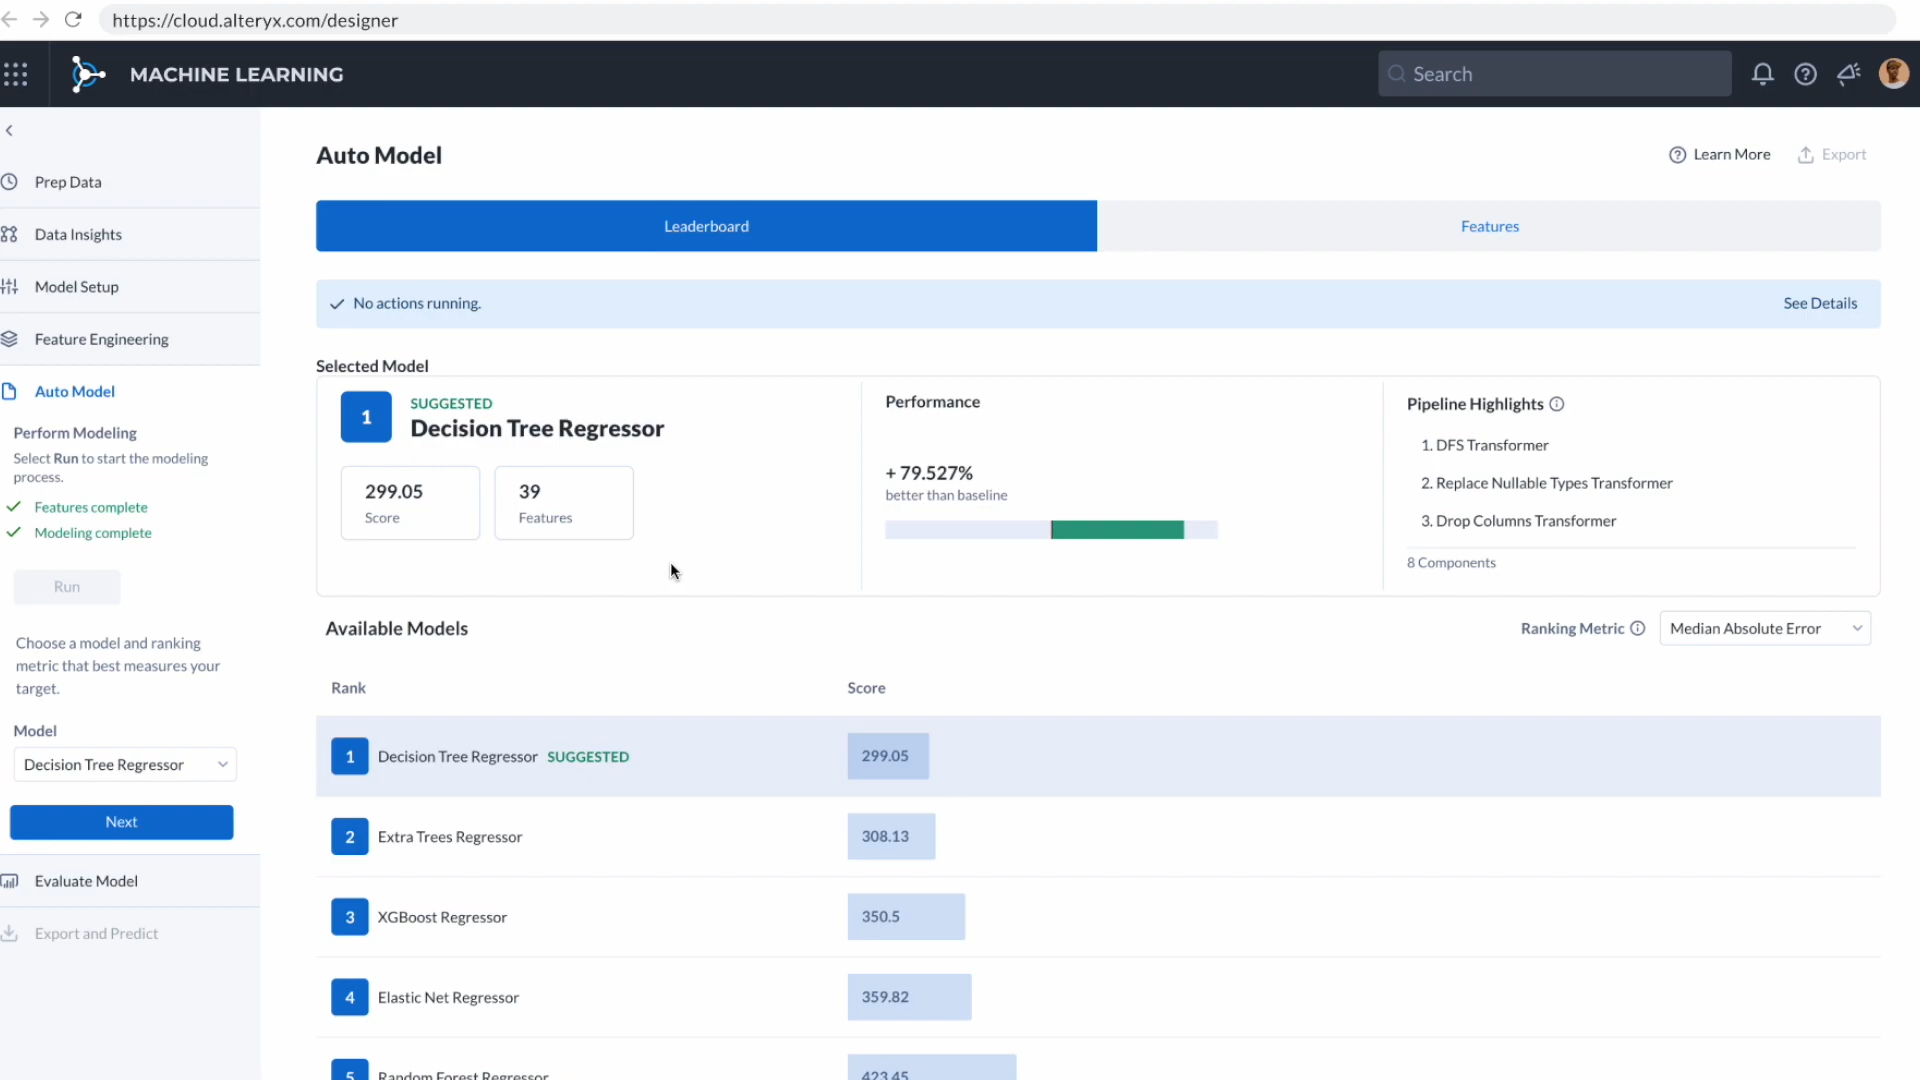 https://cloud.alteryx.com/designer
MACHINE LEARNING
Search
Prep Data
Data Insights
Model Setup
Feature Engineering
Auto Model
Perform Modeling
Select Run to start the modeling
process.
Features complete
Modeling complete
Run
Choose a model and ranking
metric that best measures your
target.
Model
Decision Tree Regressor
Next
Evaluate Model
Export and Predict
Auto Model
Learn More
Export
Leaderboard
Features
No actions running.
See Details
Selected Model
1
SUGGESTED
Decision Tree Regressor
299.05
Score
39
Features
Performance
+ 79.527%
better than baseline
Pipeline Highlights
1. DFS Transformer
2. Replace Nullable Types Transformer
3. Drop Columns Transformer
8 Components
Available Models
Ranking Metric
Median Absolute Error
Rank
Score
1 Decision Tree Regressor SUGGESTED 299.05
2 Extra Trees Regressor 308.13
3 XGBoost Regressor 350.5
4 Elastic Net Regressor 359.82
5 Random Forest Regressor 423.45